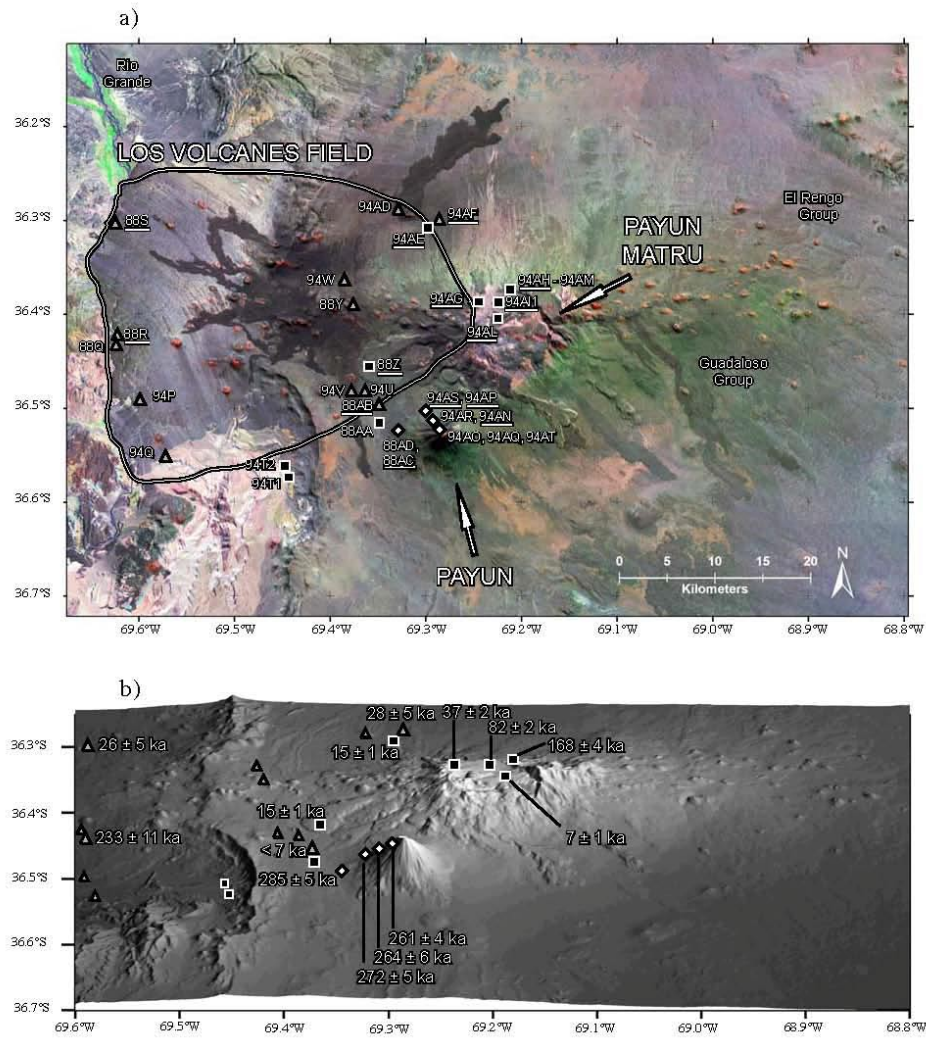 a)
Río
Grande
LOS VOLCANES FIELD
El Rengo
Group
PAYUN
MATRU
Guadaloso
Group
PAYUN
88S
94AD
94AF
94AE
94W
88Y
94AG
94AH - 94AM
94AI1
94AL
88R
88Q
88Z
94P
94V
94U
88AB
88AA
94AS, 94AP
94AR, 94AN
94AO, 94AQ, 94AT
88AD,
88AC
94Q
94T2
94T1
0 5 10 15 20
Kilometers
N
36.2°S
36.3°S
36.4°S
36.5°S
36.6°S
36.7°S
69.6°W 69.5°W 69.4°W 69.3°W 69.2°W 69.1°W 69.0°W 68.9°W 68.8°W
b)
28 ± 5 ka
37 ± 2 ka
82 ± 2 ka
168 ± 4 ka
26 ± 5 ka
15 ± 1 ka
15 ± 1 ka
7 ± 1 ka
233 ± 11 ka
< 7 ka
285 ± 5 ka
261 ± 4 ka
264 ± 6 ka
272 ± 5 ka
36.3°S
36.4°S
36.5°S
36.6°S
36.7°S
69.6°W 69.5°W 69.4°W 69.3°W 69.2°W 69.1°W 69.0°W 68.9°W 68.8°W